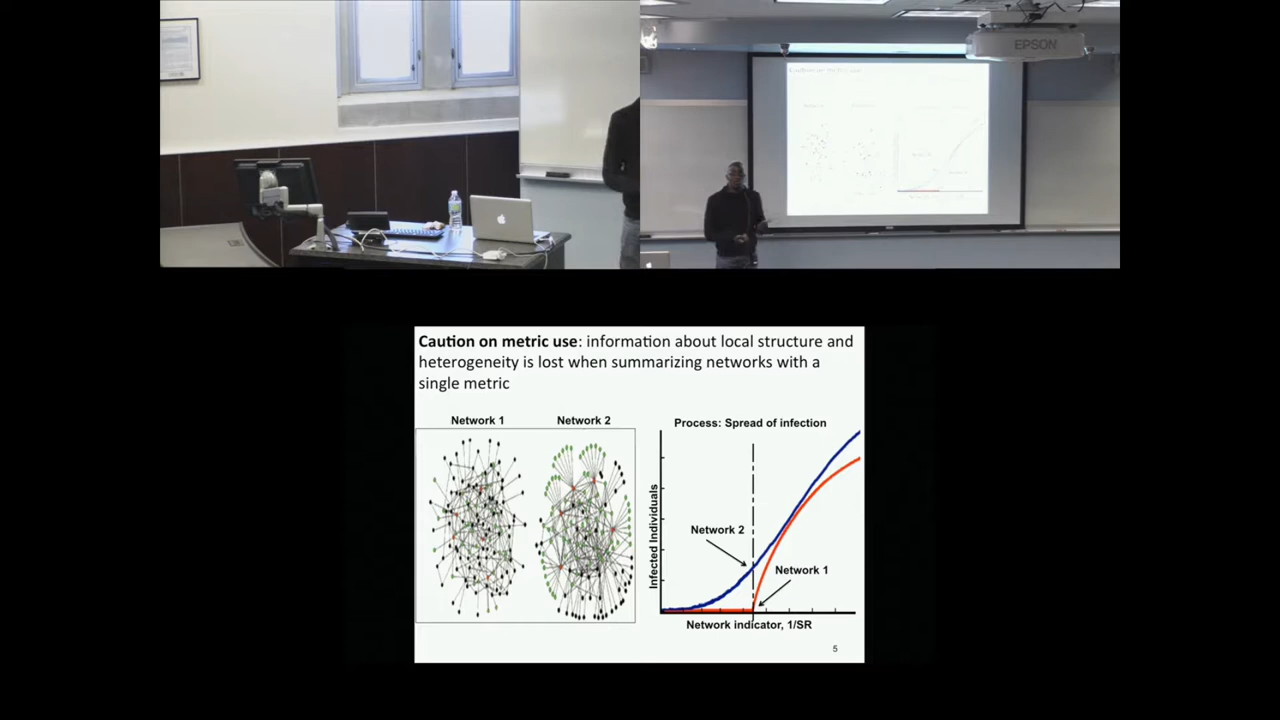 EPSON
Caution on metric use: information about local structure and
heterogeneity is lost when summarizing networks with a
single metric
Network 1
Network 2
Process: Spread of infection
Infected Individuals
Network 2
Network 1
Network indicator, 1/SR
5